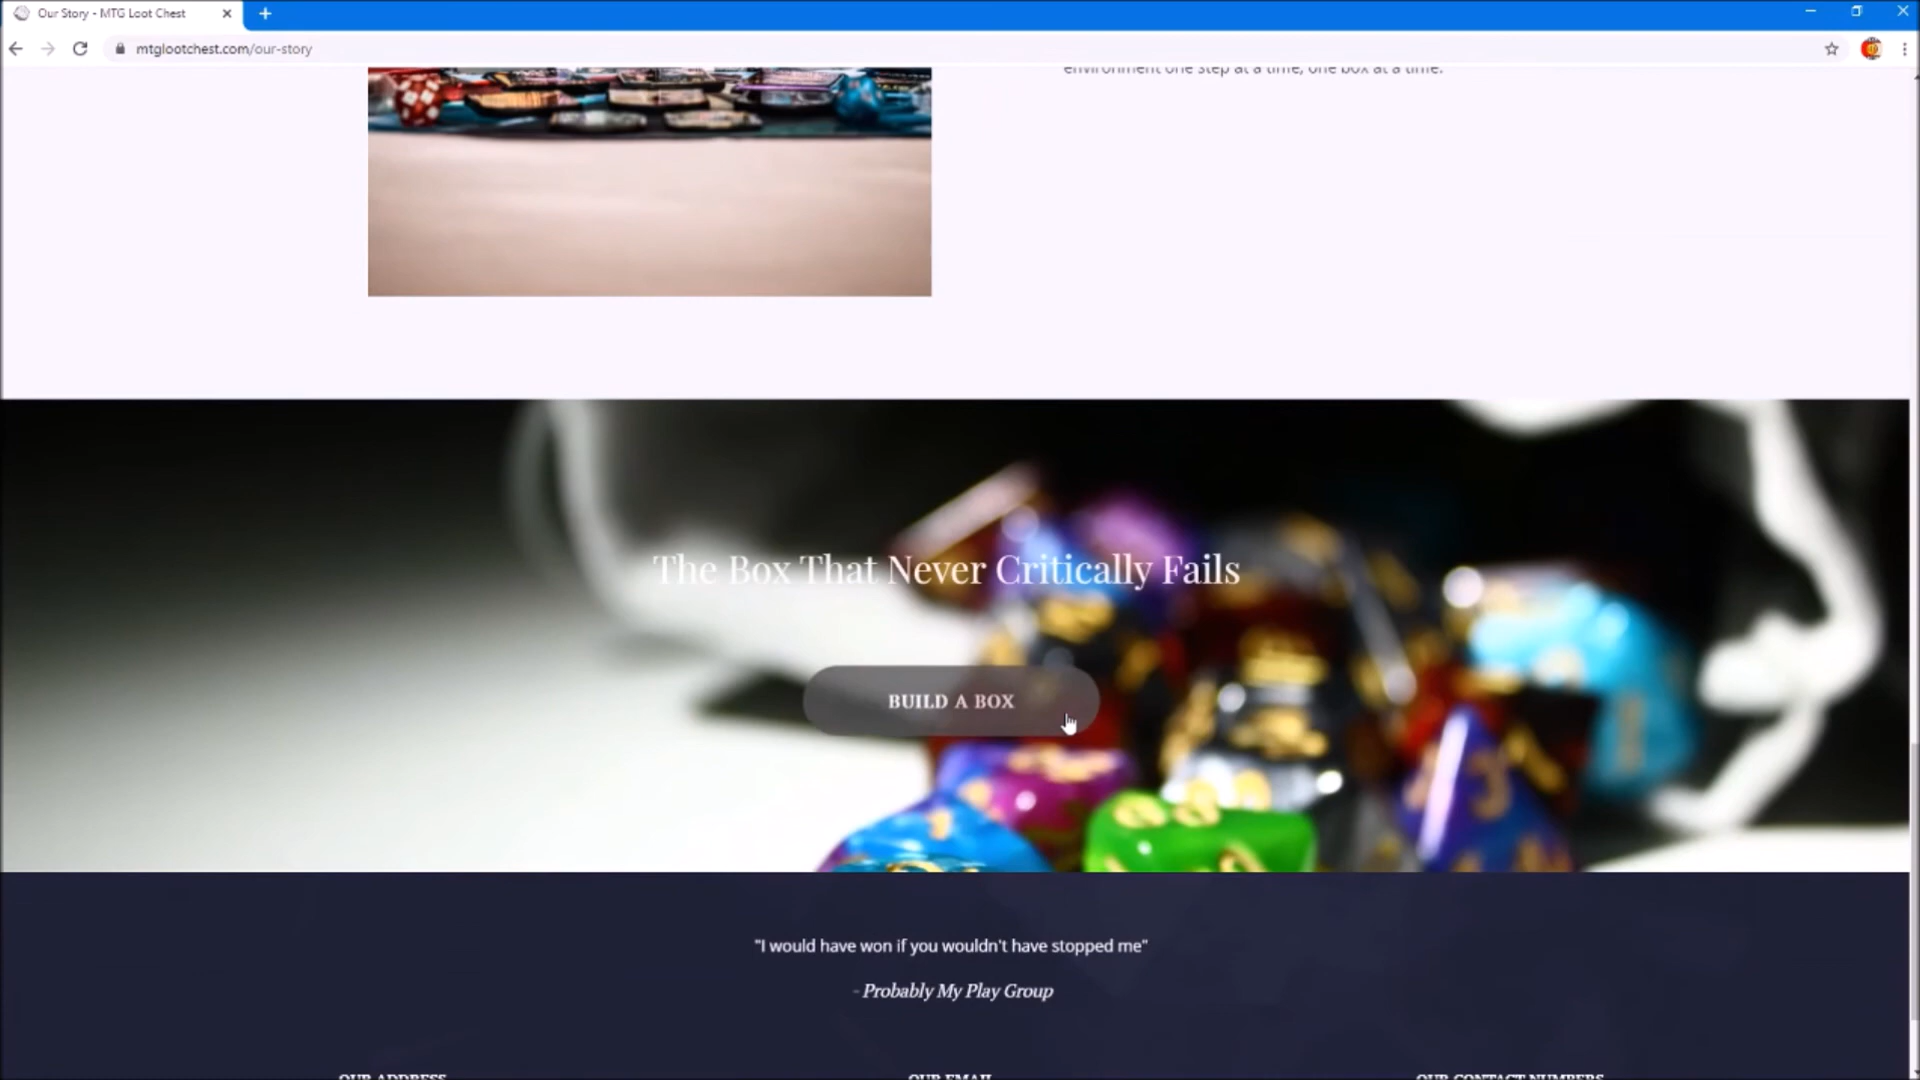 Our Story - MTG Loot Chest
mtglootchest.com/our-story
environment one step at a time, one box at a time.
The Box That Never Critically Fails
BUILD A BOX
"I would have won if you wouldn't have stopped me"
- Probably My Play Group
OUR ADDRESS
OUR EMAIL
OUR CONTACT NUMBERS